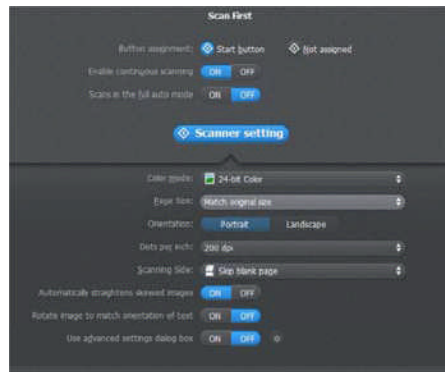 Scan First
Button assignment: Start button Not assigned
Enable continuous scanning ON OFF
Scans in the full auto mode ON OFF
Scanner setting
Color mode: 24-bit Color
Page Size: Match original size
Orientation: Portrait Landscape
Dots per inch: 200 dpi
Scanning Side: Skip blank page
Automatically straightens skewed images ON OFF
Rotate image to match orientation of text ON OFF
Use advanced settings dialog box ON OFF